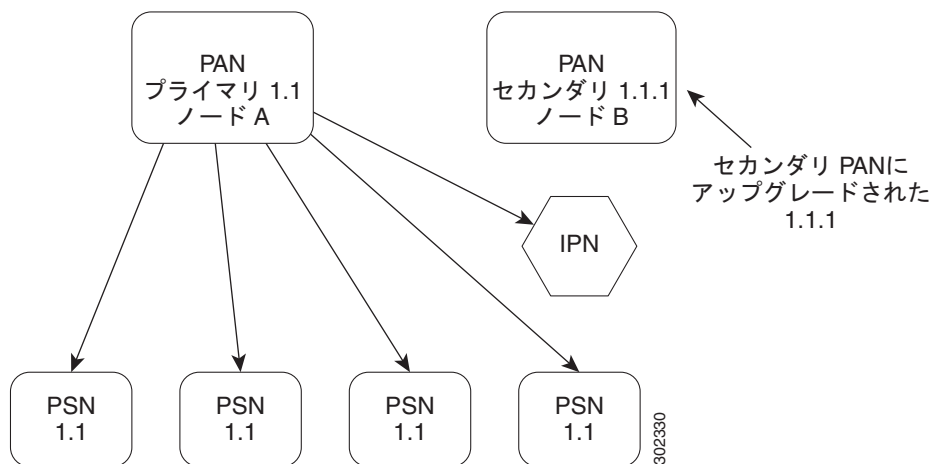 PAN
プライマリ 1.1
ノード A
PAN
セカンダリ 1.1.1
ノード B
セカンダリ PANに
アップグレードされた
1.1.1
IPN
PSN
1.1
PSN
1.1
PSN
1.1
PSN
1.1
302330